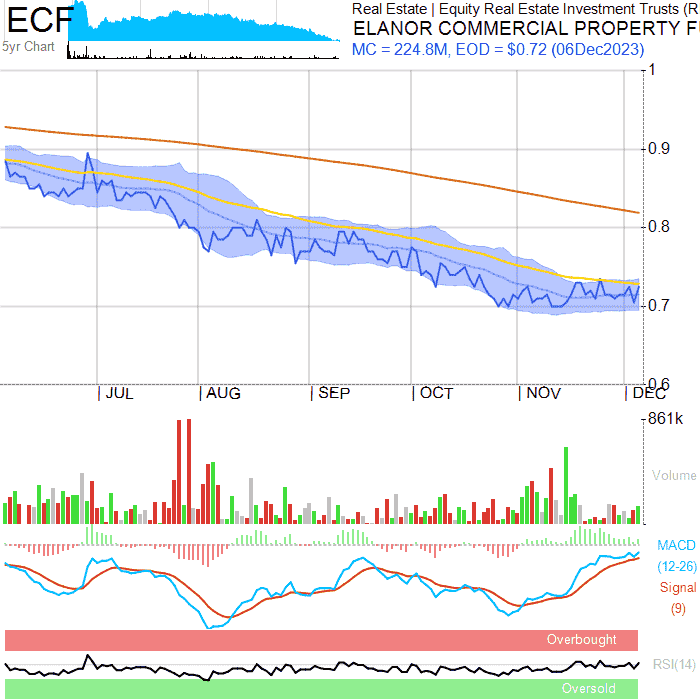 ECF
5yr Chart
Real Estate | Equity Real Estate Investment Trusts (R
ELANOR COMMERCIAL PROPERTY F
MC = 224.8M, EOD = $0.72 (06Dec2023)
1
0.9
0.8
0.7
0.6
JUL
AUG
SEP
OCT
NOV
DEC
861k
Volume
MACD
(12-26)
Signal
(9)
Overbought
RSI(14)
Oversold